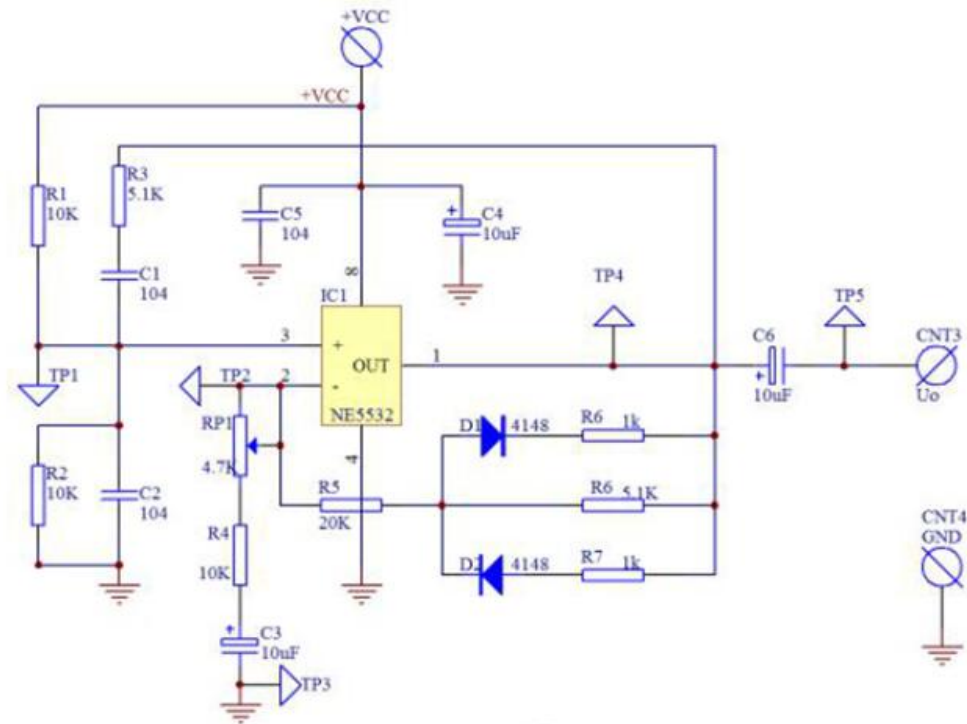 +VCC
+VCC
R3
5.1K
R1
10K
C5
104
C4
10uF
8
C1
104
IC1
TP4
TP5
3
+
OUT
1
C6
CNT3
TP1
TP2
2
-
+
10uF
Uo
RP1
4.7K
NE5532
4
D1
4148
R6
1k
R2
10K
C2
104
R5
20K
R6
5.1K
CNT4
GND
R4
10K
D2
4148
R7
1k
+
C3
10uF
TP3